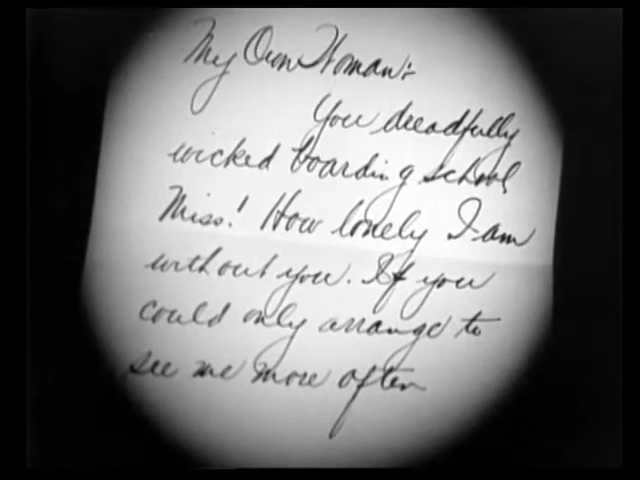 My Own Woman:-
You dreadfully
wicked boarding school
Miss! How lonely I am
without you. If you
could only arrange to
see me more often